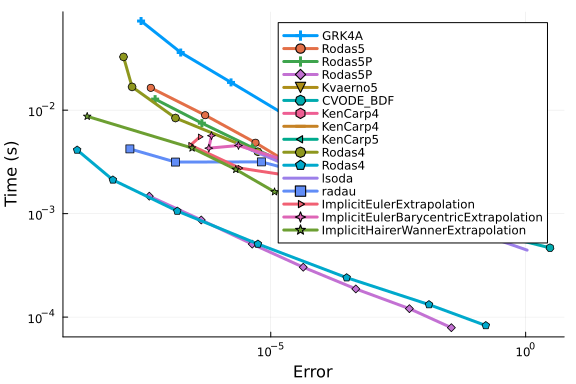 GRK4A
Rodas5
Rodas5P
Rodas5P
Kvaerno5
CVODE_BDF
KenCarp4
KenCarp4
KenCarp5
Rodas4
Rodas4
lsoda
radau
ImplicitEulerExtrapolation
ImplicitEulerBarycentricExtrapolation
ImplicitHairerWannerExtrapolation
Time (s)
10⁻²
10⁻³
10⁻⁴
10⁻⁵
10⁰
Error